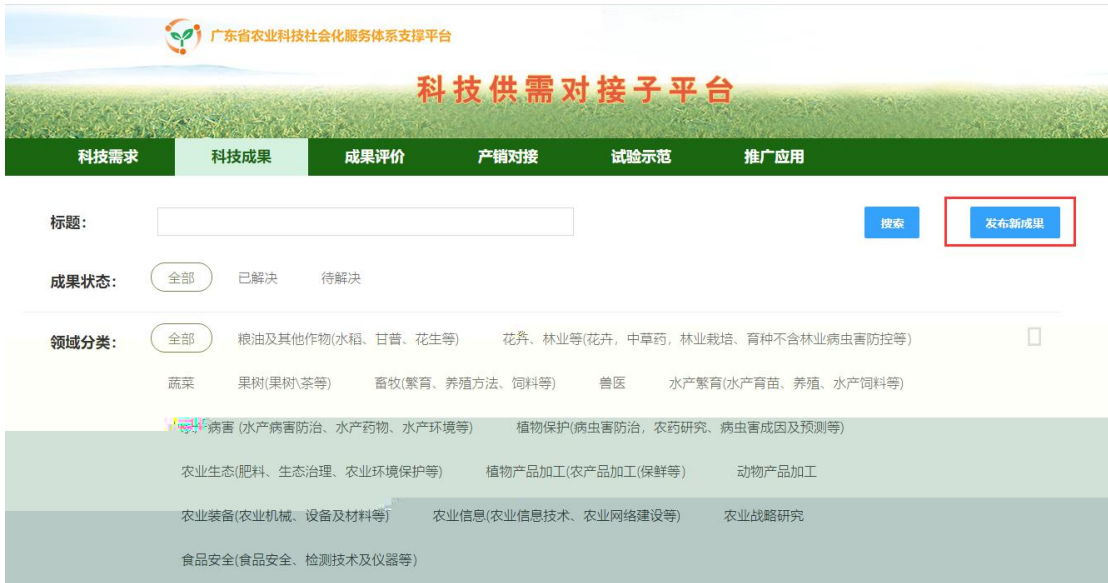 广东省农业科技社会化服务体系支撑平台
科技供需对接子平台
科技需求 科技成果 成果评价 产销对接 试验示范 推广应用
标题： 搜索 发布新成果
成果状态： 全部 已解决 待解决
领域分类： 全部 粮油及其他作物(水稻、甘普、花生等) 花卉、林业等(花卉，中草药，林业栽培、育种不含林业病虫害防控等)
蔬菜 果树(果树\茶等) 畜牧(繁育、养殖方法、饲料等) 兽医 水产繁育(水产育苗、养殖、水产饲料等)
病害 (水产病害防治、水产药物、水产环境等) 植物保护(病虫害防治，农药研究、病虫害成因及预测等)
农业生态(肥料、生态治理、农业环境保护等) 植物产品加工(农产品加工(保鲜等) 动物产品加工
农业装备(农业机械、设备及材料等) 农业信息(农业信息技术、农业网络建设等) 农业战略研究
食品安全(食品安全、检测技术及仪器等)